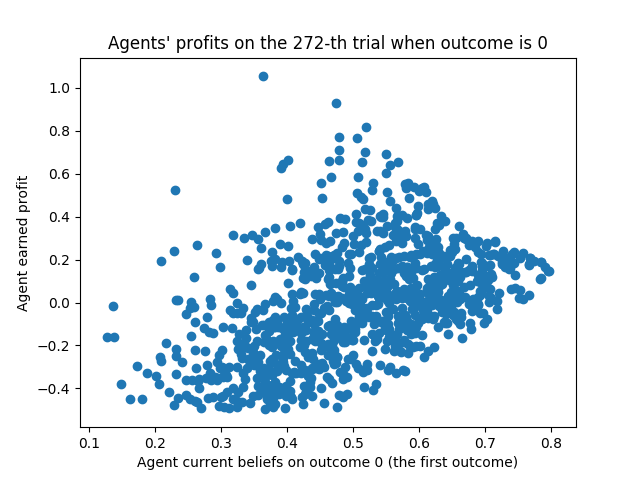 Agents' profits on the 272-th trial when outcome is 0
Agent earned profit
1.0
0.8
0.6
0.4
0.2
0.0
−0.2
−0.4
0.1 0.2 0.3 0.4 0.5 0.6 0.7 0.8
Agent current beliefs on outcome 0 (the first outcome)